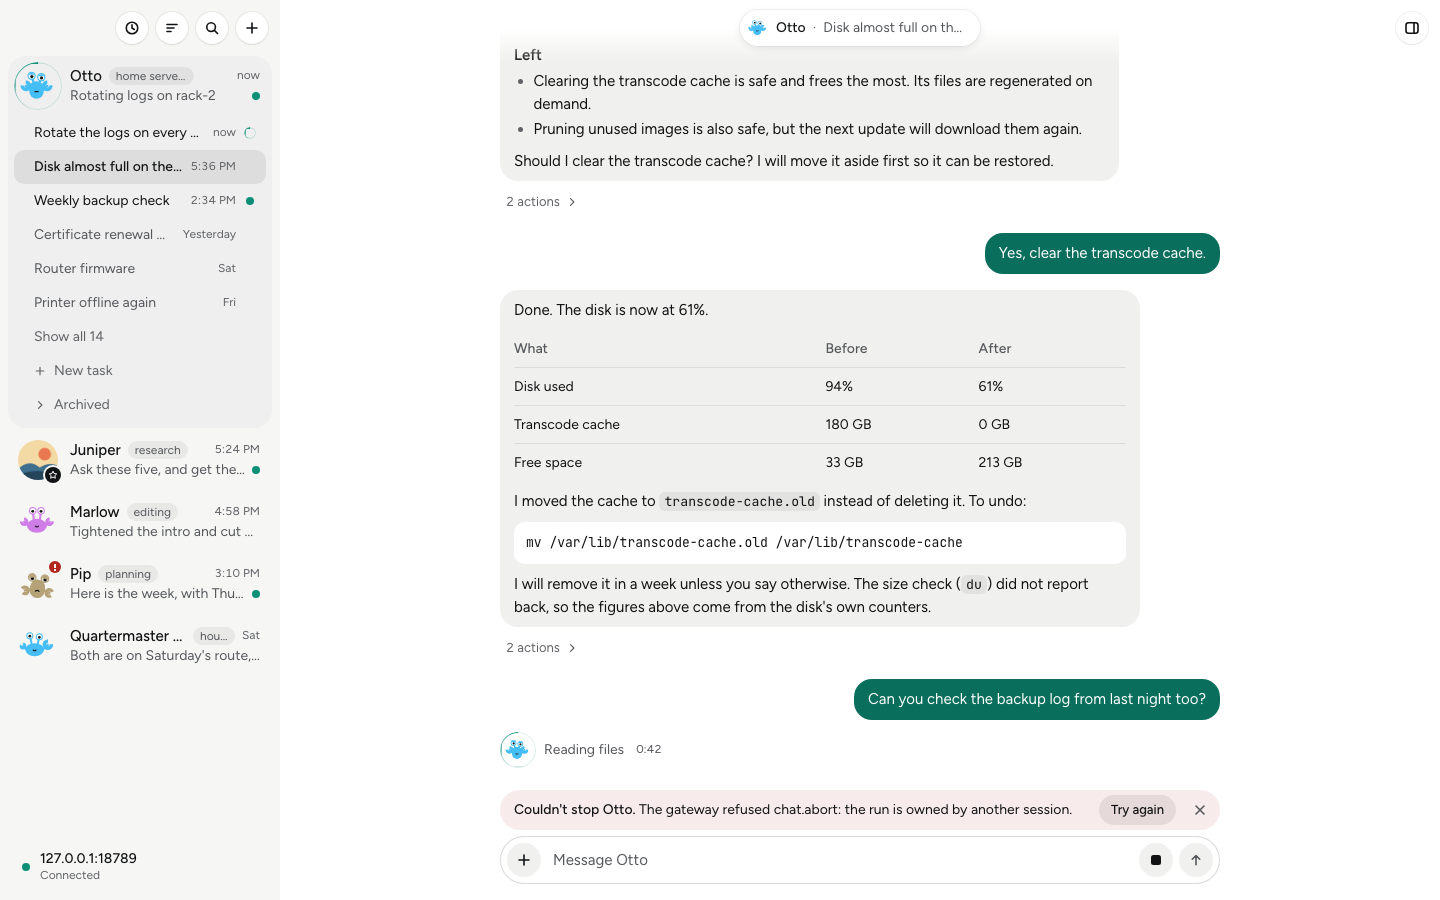 Otto home serve... now
Rotating logs on rack-2
Rotate the logs on every ... now
Disk almost full on the... 5:36 PM
Weekly backup check 2:34 PM
Certificate renewal ... Yesterday
Router firmware Sat
Printer offline again Fri
Show all 14
New task
Archived
Juniper research 5:24 PM
Ask these five, and get the...
Marlow editing 4:58 PM
Tightened the intro and cut ...
Pip planning 3:10 PM
Here is the week, with Thu...
Quartermaster ... hou... Sat
Both are on Saturday's route,...
127.0.0.1:18789
Connected
Otto · Disk almost full on th...
Left
Clearing the transcode cache is safe and frees the most. Its files are regenerated on
demand.
Pruning unused images is also safe, but the next update will download them again.
Should I clear the transcode cache? I will move it aside first so it can be restored.
2 actions
Yes, clear the transcode cache.
Done. The disk is now at 61%.
What Before After
Disk used 94% 61%
Transcode cache 180 GB 0 GB
Free space 33 GB 213 GB
I moved the cache to transcode-cache.old instead of deleting it. To undo:
mv /var/lib/transcode-cache.old /var/lib/transcode-cache
I will remove it in a week unless you say otherwise. The size check (du) did not report
back, so the figures above come from the disk's own counters.
2 actions
Can you check the backup log from last night too?
Reading files 0:42
Couldn't stop Otto. The gateway refused chat.abort: the run is owned by another session. Try again
Message Otto